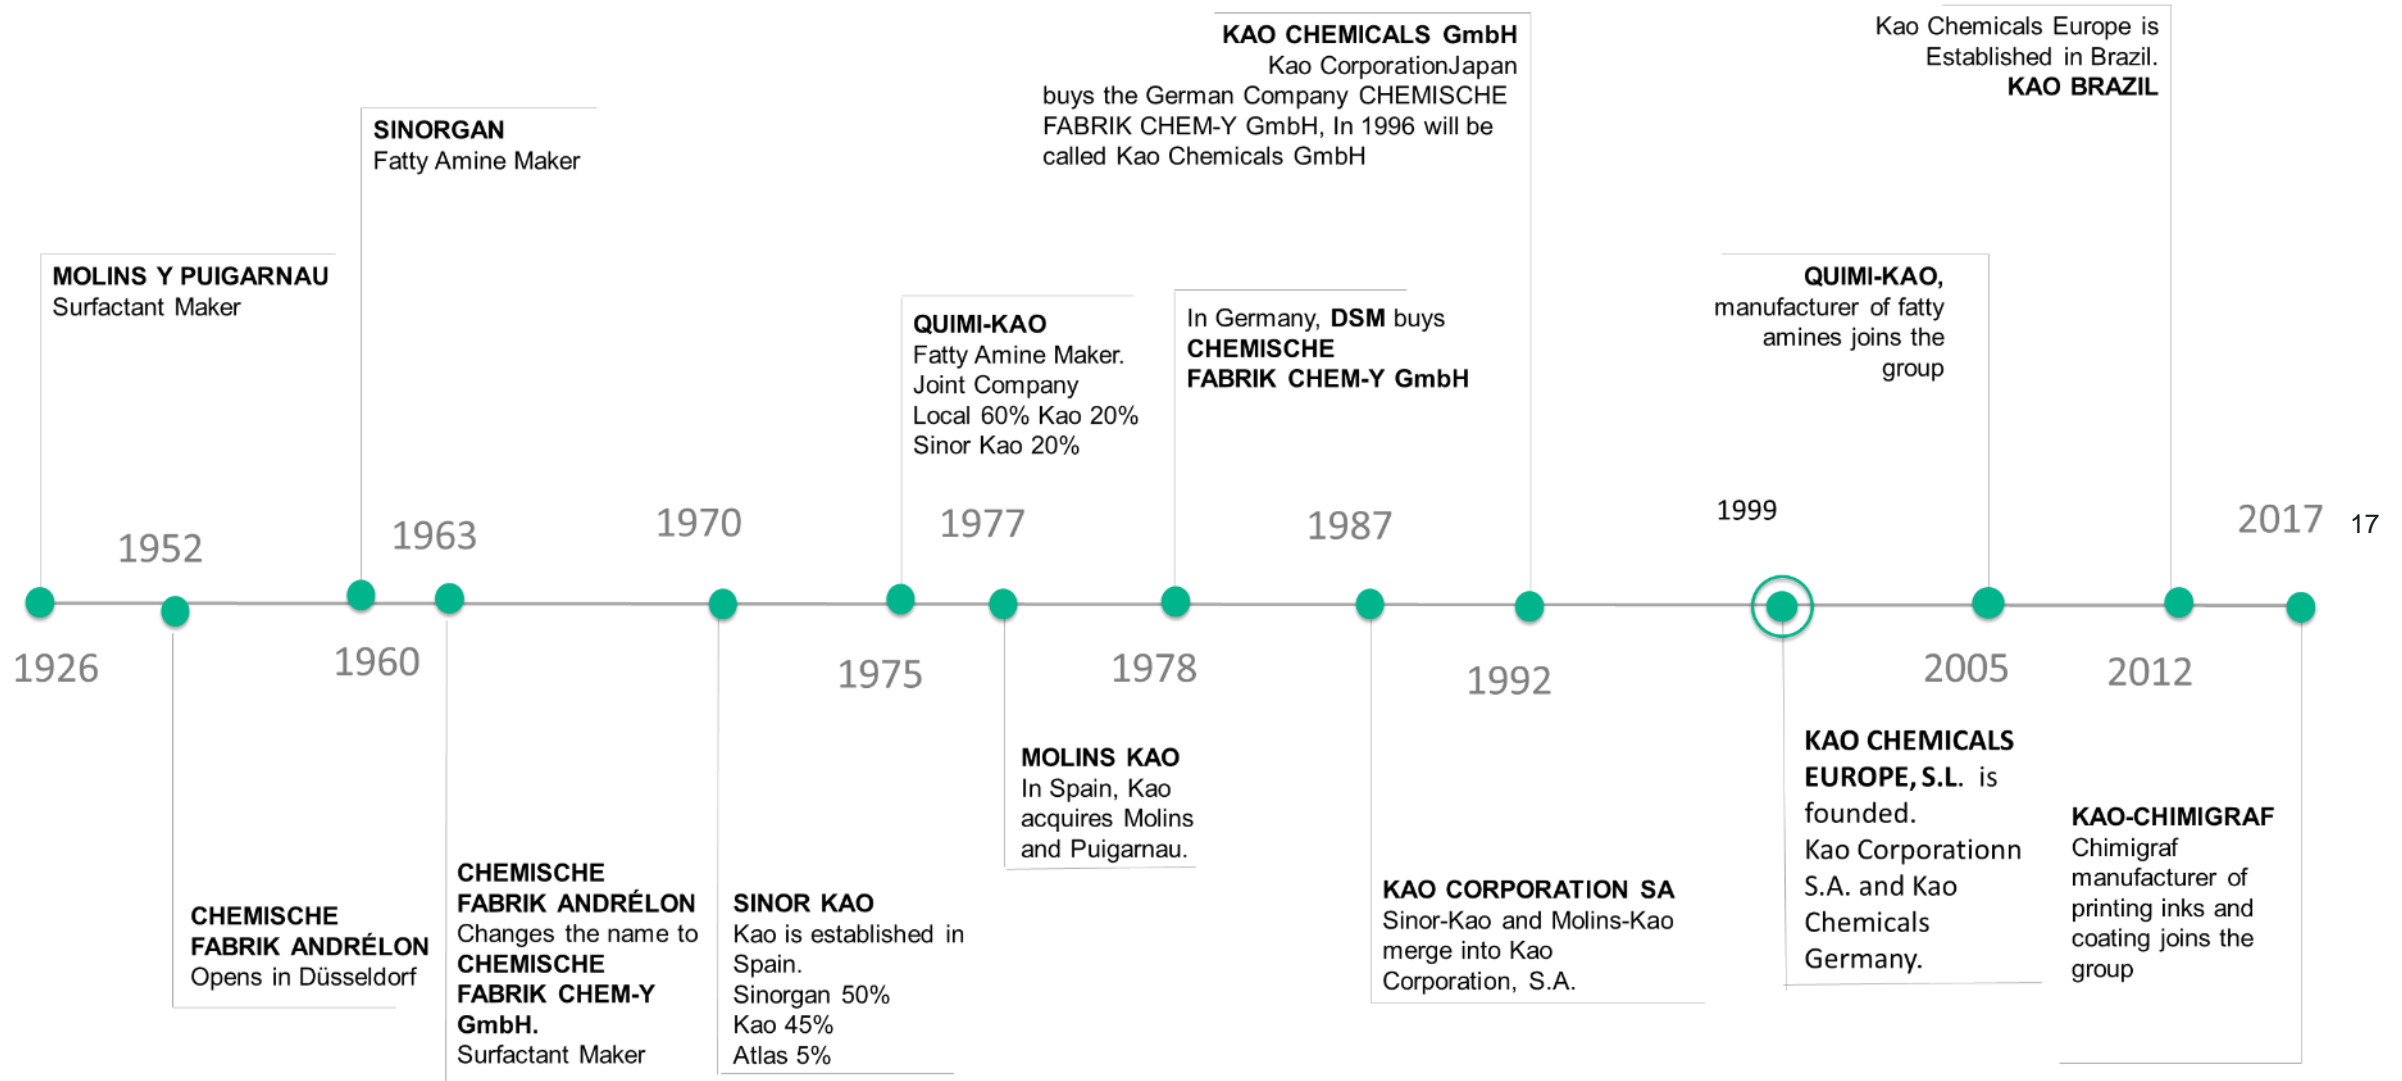 KAO CHEMICALS GmbH
Kao CorporationJapan
buys the German Company CHEMISCHE
FABRIK CHEM-Y GmbH, In 1996 will be
called Kao Chemicals GmbH
Kao Chemicals Europe is
Established in Brazil.
KAO BRAZIL
SINORGAN
Fatty Amine Maker
MOLINS Y PUIGARNAU
Surfactant Maker
QUIMI-KAO
Fatty Amine Maker.
Joint Company
Local 60% Kao 20%
Sinor Kao 20%
In Germany, DSM buys
CHEMISCHE
FABRIK CHEM-Y GmbH
QUIMI-KAO,
manufacturer of fatty
amines joins the
group
1952
1963
1970
1977
1987
1999
2017
17
1926
1960
1975
1978
1992
2005
2012
CHEMISCHE
FABRIK ANDRÉLON
Opens in Düsseldorf
CHEMISCHE
FABRIK ANDRÉLON
Changes the name to
CHEMISCHE
FABRIK CHEM-Y
GmbH.
Surfactant Maker
SINOR KAO
Kao is established in
Spain.
Sinorgan 50%
Kao 45%
Atlas 5%
MOLINS KAO
In Spain, Kao
acquires Molins
and Puigarnau.
KAO CORPORATION SA
Sinor-Kao and Molins-Kao
merge into Kao
Corporation, S.A.
KAO CHEMICALS
EUROPE, S.L. is
founded.
Kao Corporationn
S.A. and Kao
Chemicals
Germany.
KAO-CHIMIGRAF
Chimigraf
manufacturer of
printing inks and
coating joins the
group